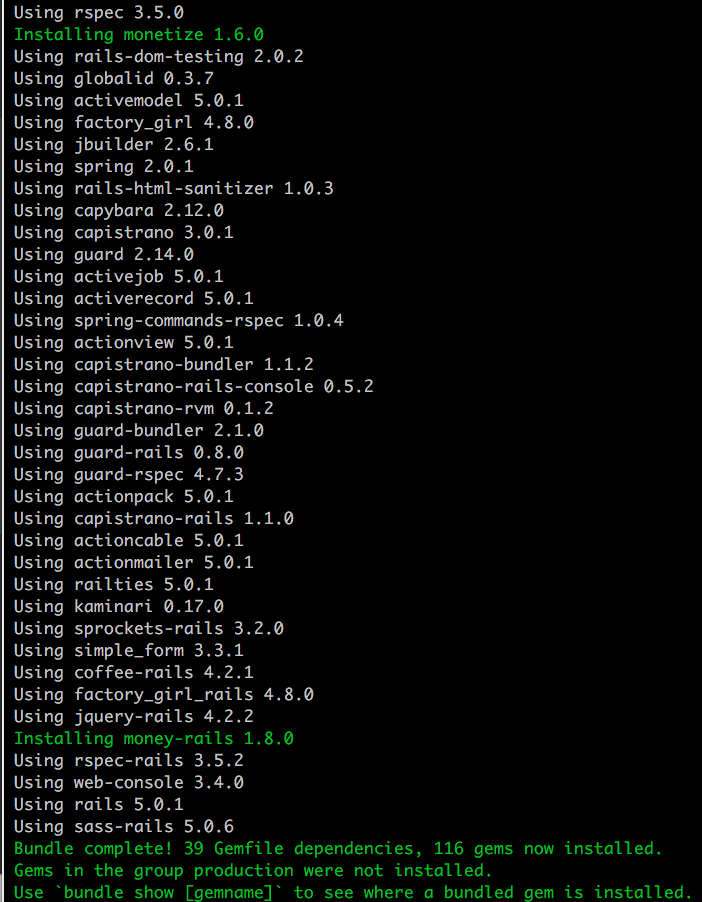 Using rspec 3.5.0
Installing monetize 1.6.0
Using rails-dom-testing 2.0.2
Using globalid 0.3.7
Using activemodel 5.0.1
Using factory_girl 4.8.0
Using jbuilder 2.6.1
Using spring 2.0.1
Using rails-html-sanitizer 1.0.3
Using capybara 2.12.0
Using capistrano 3.0.1
Using guard 2.14.0
Using activejob 5.0.1
Using activerecord 5.0.1
Using spring-commands-rspec 1.0.4
Using actionview 5.0.1
Using capistrano-bundler 1.1.2
Using capistrano-rails-console 0.5.2
Using capistrano-rvm 0.1.2
Using guard-bundler 2.1.0
Using guard-rails 0.8.0
Using guard-rspec 4.7.3
Using actionpack 5.0.1
Using capistrano-rails 1.1.0
Using actioncable 5.0.1
Using actionmailer 5.0.1
Using railties 5.0.1
Using kaminari 0.17.0
Using sprockets-rails 3.2.0
Using simple_form 3.3.1
Using coffee-rails 4.2.1
Using factory_girl_rails 4.8.0
Using jquery-rails 4.2.2
Installing money-rails 1.8.0
Using rspec-rails 3.5.2
Using web-console 3.4.0
Using rails 5.0.1
Using sass-rails 5.0.6
Bundle complete! 39 Gemfile dependencies, 116 gems now installed.
Gems in the group production were not installed.
Use `bundle show [gemname]` to see where a bundled gem is installed.